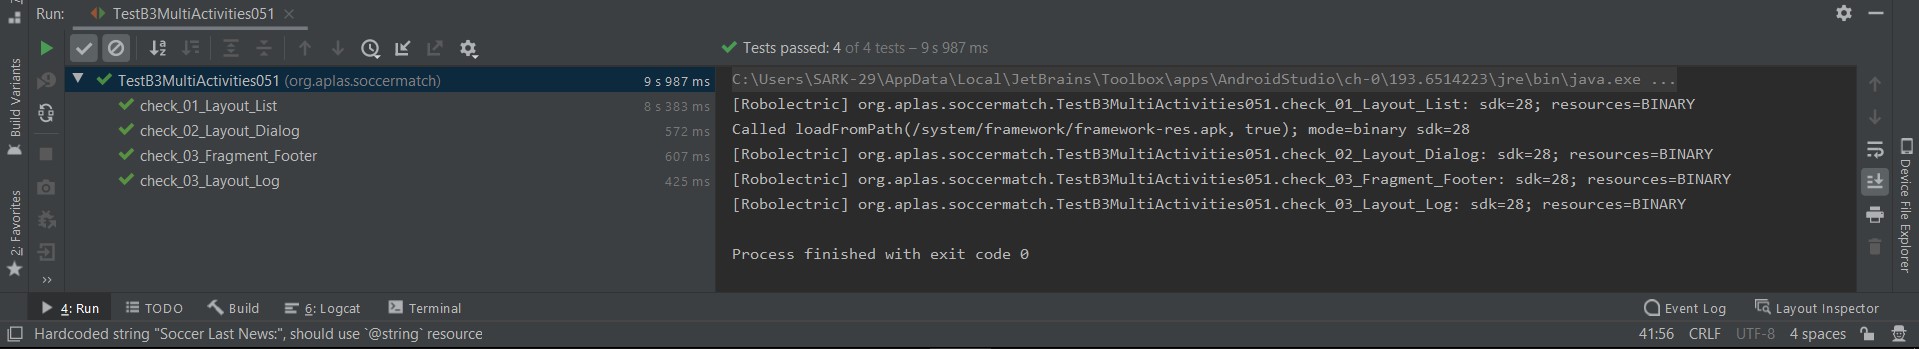 Run: TestB3MultiActivities051
Tests passed: 4 of 4 tests – 9 s 987 ms
TestB3MultiActivities051 (org.aplas.soccermatch) 9 s 987 ms
check_01_Layout_List 8 s 383 ms
check_02_Layout_Dialog 572 ms
check_03_Fragment_Footer 607 ms
check_03_Layout_Log 425 ms
C:\Users\SARK-29\AppData\Local\JetBrains\Toolbox\apps\AndroidStudio\ch-0\193.6514223\jre\bin\java.exe ...
[Robolectric] org.aplas.soccermatch.TestB3MultiActivities051.check_01_Layout_List: sdk=28; resources=BINARY
Called loadFromPath(/system/framework/framework-res.apk, true); mode=binary sdk=28
[Robolectric] org.aplas.soccermatch.TestB3MultiActivities051.check_02_Layout_Dialog: sdk=28; resources=BINARY
[Robolectric] org.aplas.soccermatch.TestB3MultiActivities051.check_03_Fragment_Footer: sdk=28; resources=BINARY
[Robolectric] org.aplas.soccermatch.TestB3MultiActivities051.check_03_Layout_Log: sdk=28; resources=BINARY
Process finished with exit code 0
Build Variants
2: Favorites
Device File Explorer
4: Run TODO Build 6: Logcat Terminal Event Log Layout Inspector
Hardcoded string "Soccer Last News:", should use `@string` resource 41:56 CRLF UTF-8 4 spaces